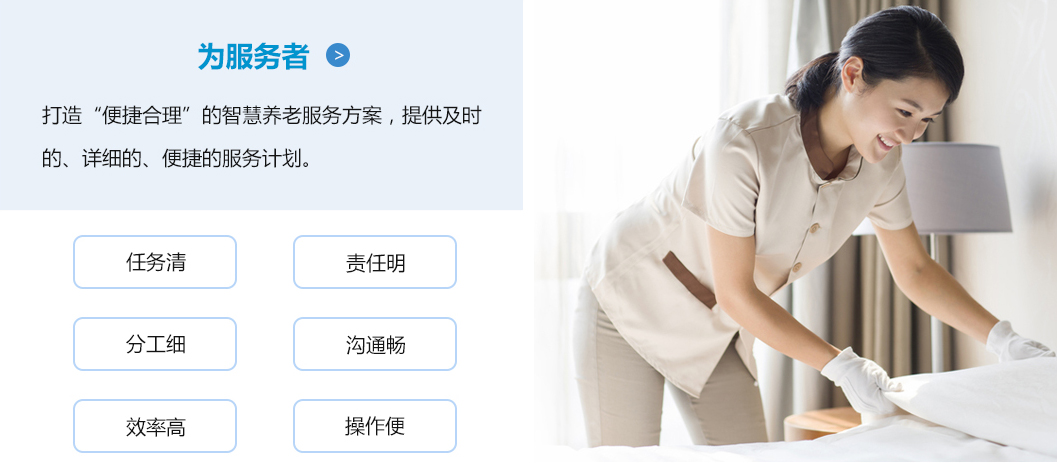 为服务者 >
打造“便捷合理”的智慧养老服务方案，提供及时
的、详细的、便捷的服务计划。
任务清
责任明
分工细
沟通畅
效率高
操作便